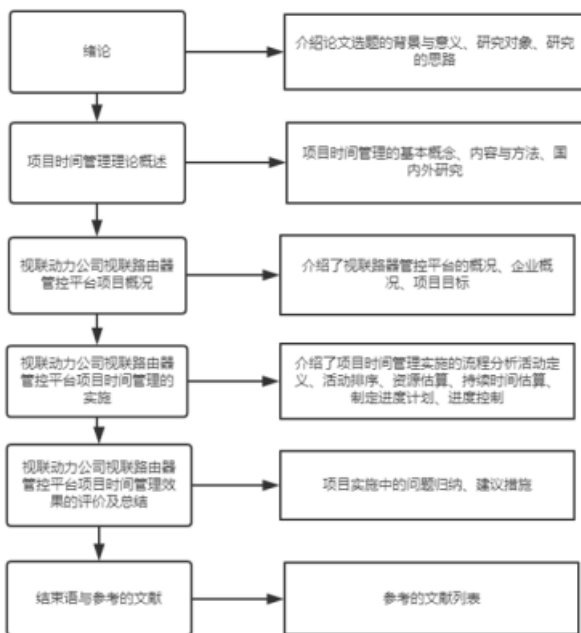 绪论
介绍论文选题的背景与意义、研究对象、研究
的思路
项目时间管理理论概述
项目时间管理的基本概念、内容与方法、国
内外研究
视联动力公司视联路由器
管控平台项目概况
介绍了视联路器管控平台的概况、企业概
况、项目目标
视联动力公司视联路由器
管控平台项目时间管理的
实施
介绍了项目时间管理实施的流程分析活动定
义、活动排序、资源估算、持续时间估算、
制定进度计划、进度控制
视联动力公司视联路由器
管控平台项目时间管理效
果的评价及总结
项目实施中的问题归纳、建议措施
结束语与参考的文献
参考的文献列表